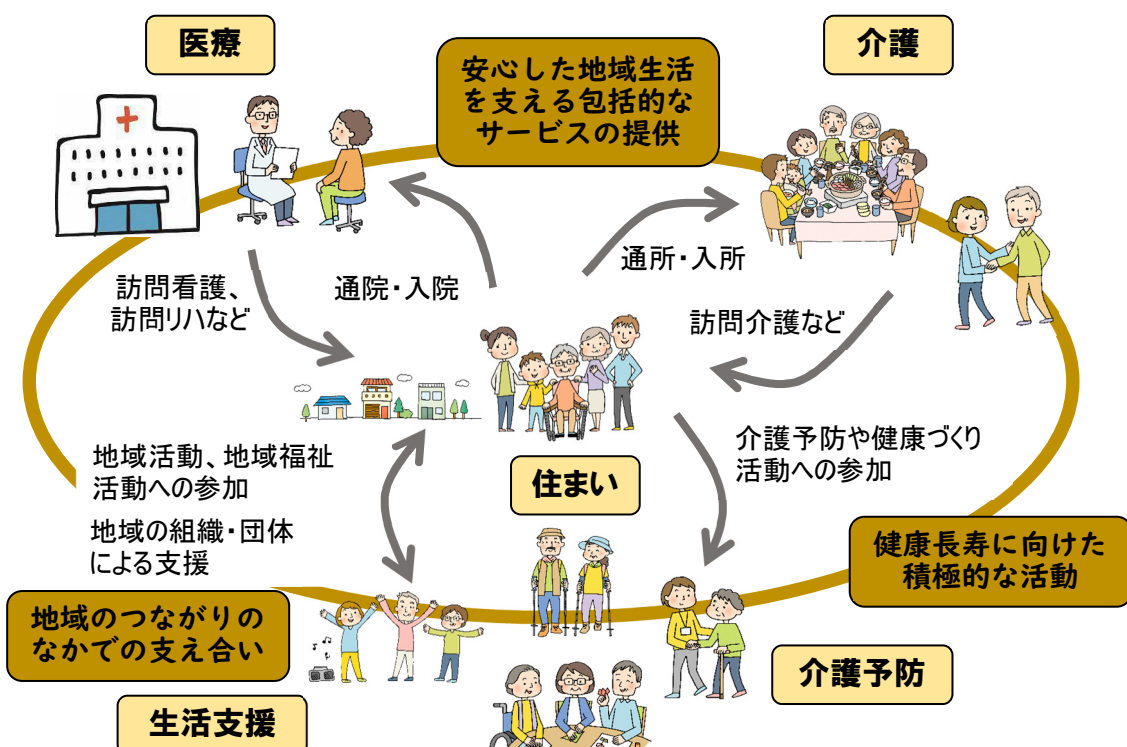 医療
安心した地域生活
を支える包括的な
サービスの提供
介護
訪問看護、
訪問リハなど
通院・入院
通所・入所
訪問介護など
地域活動、地域福祉
活動への参加
地域の組織・団体
による支援
住まい
介護予防や健康づくり
活動への参加
健康長寿に向けた
積極的な活動
地域のつながりの
なかでの支え合い
介護予防
生活支援